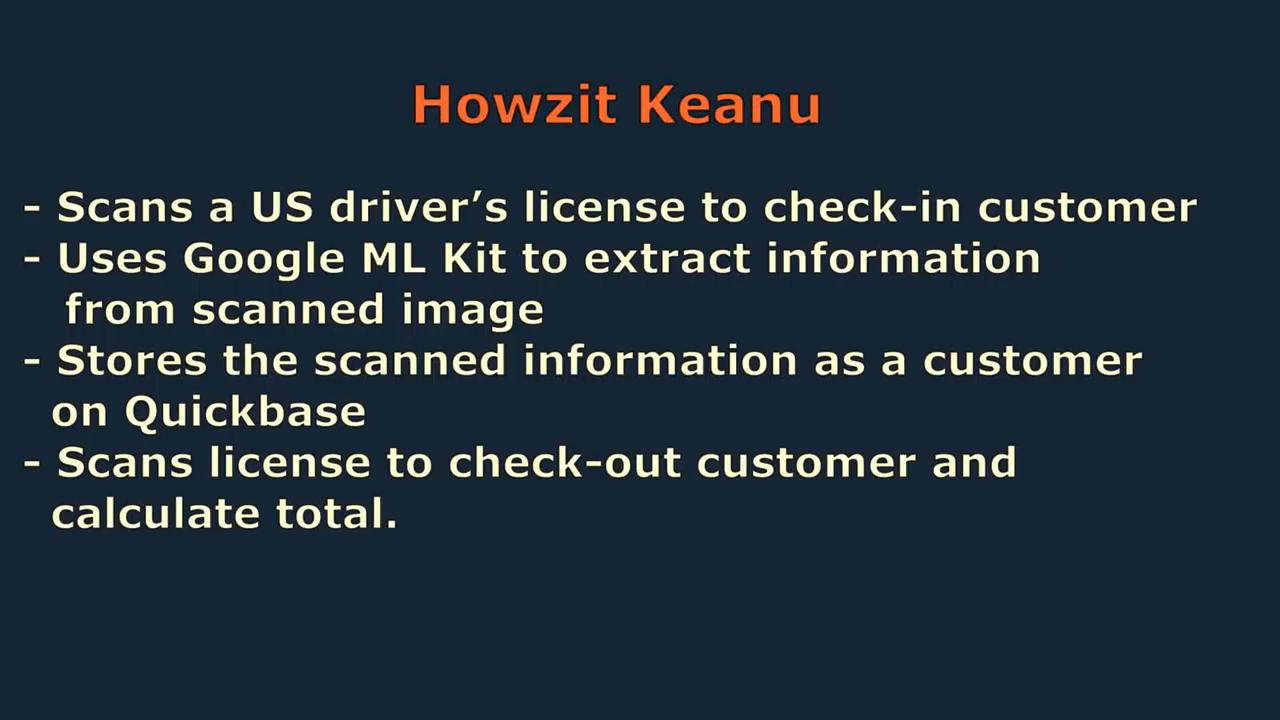 Howzit Keanu
- Scans a US driver’s license to check-in customer
- Uses Google ML Kit to extract information
from scanned image
- Stores the scanned information as a customer
on Quickbase
- Scans license to check-out customer and
calculate total.